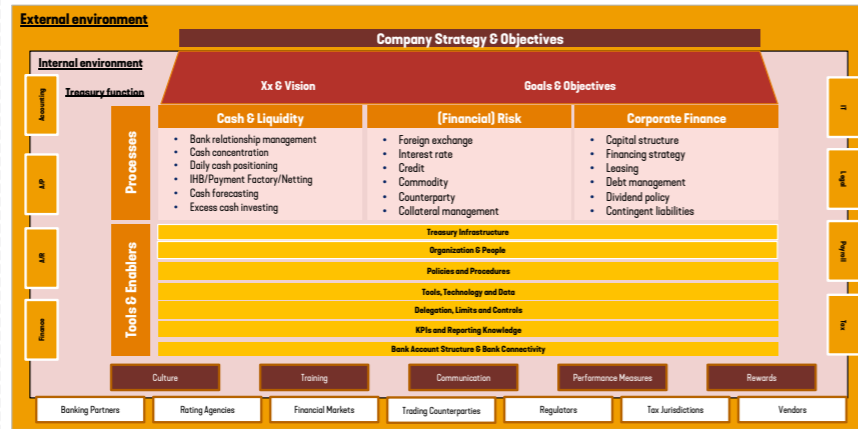 External environment
Company Strategy & Objectives
Internal environment
Treasury function
Xx & Vision
Goals & Objectives
Accounting
A/P
A/R
Finance
IT
Legal
Payroll
Tax
Processes
Cash & Liquidity
• Bank relationship management
• Cash concentration
• Daily cash positioning
• IHB/Payment Factory/Netting
• Cash forecasting
• Excess cash investing
(Financial) Risk
• Foreign exchange
• Interest rate
• Credit
• Commodity
• Counterparty
• Collateral management
Corporate Finance
• Capital structure
• Financing strategy
• Leasing
• Debt management
• Dividend policy
• Contingent liabilities
Tools & Enablers
Treasury Infrastructure
Organization & People
Policies and Procedures
Tools, Technology and Data
Delegation, Limits and Controls
KPIs and Reporting Knowledge
Bank Account Structure & Bank Connectivity
Culture
Training
Communication
Performance Measures
Rewards
Banking Partners
Rating Agencies
Financial Markets
Trading Counterparties
Regulators
Tax Jurisdictions
Vendors